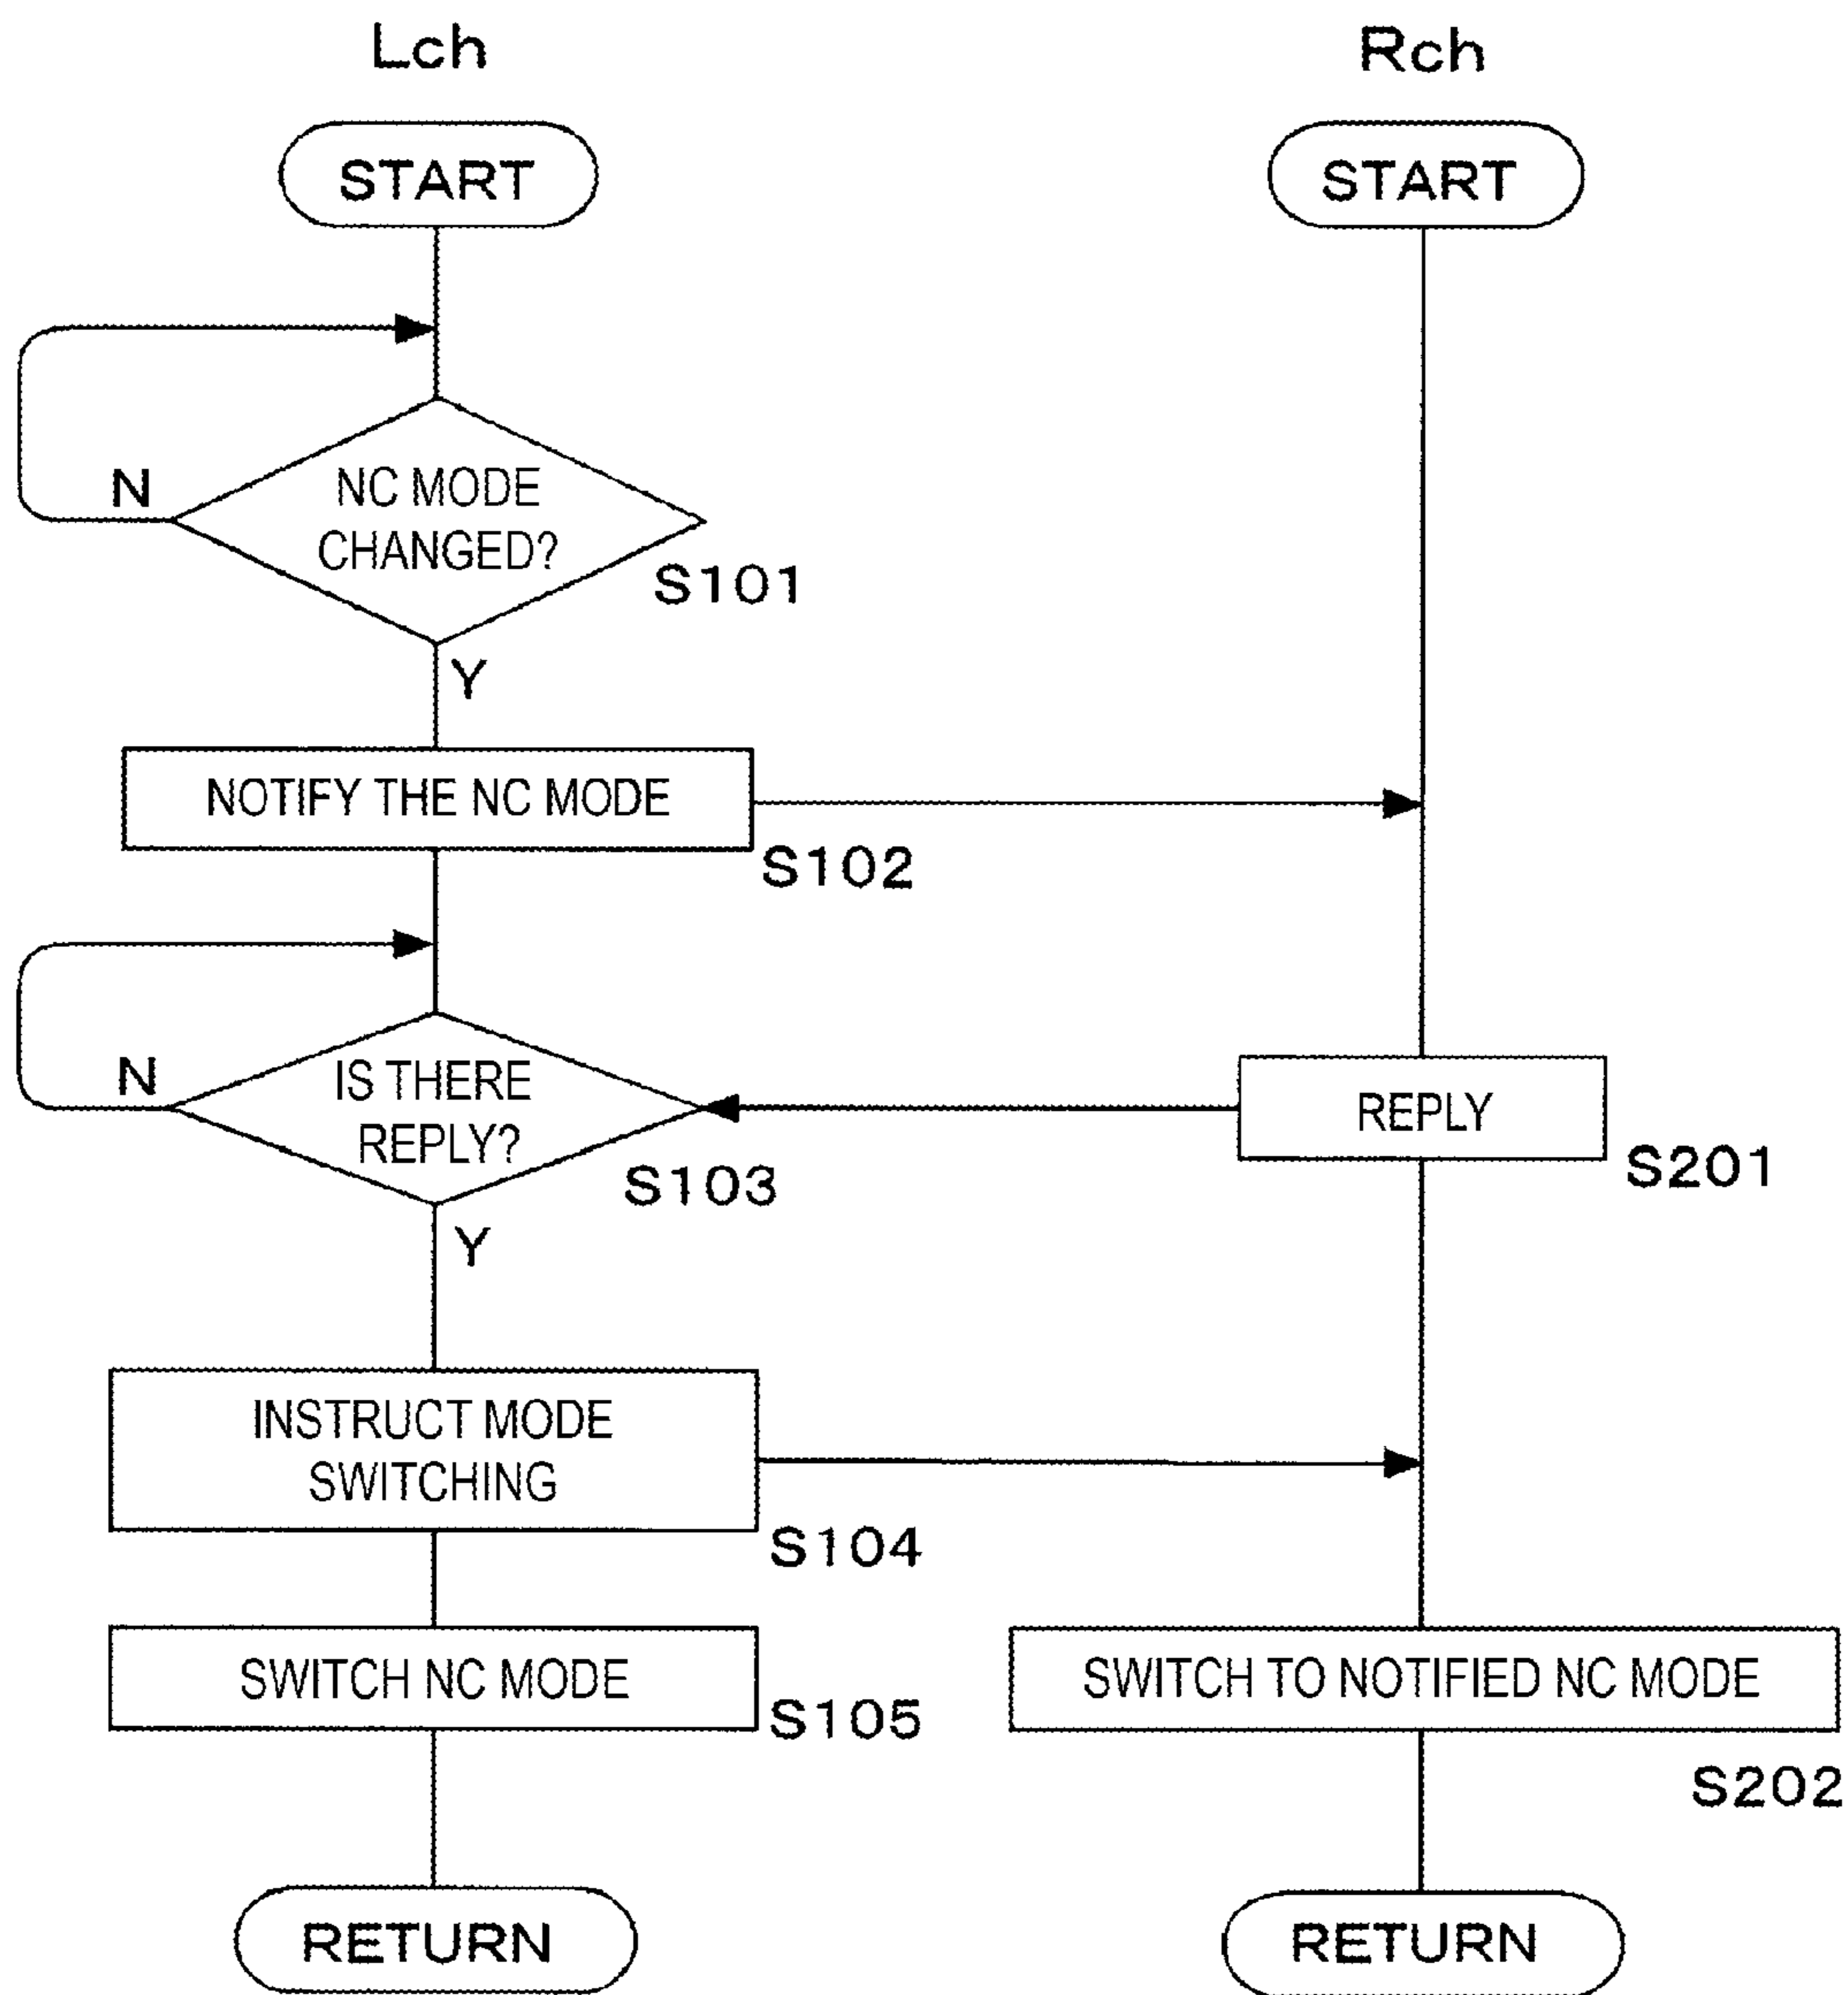 Lch
Rch
START
START
N
NC MODE
CHANGED?
S101
Y
NOTIFY THE NC MODE
S102
N
IS THERE
REPLY?
S103
REPLY
S201
Y
INSTRUCT MODE
SWITCHING
S104
SWITCH NC MODE
S105
SWITCH TO NOTIFIED NC MODE
S202
RETURN
RETURN